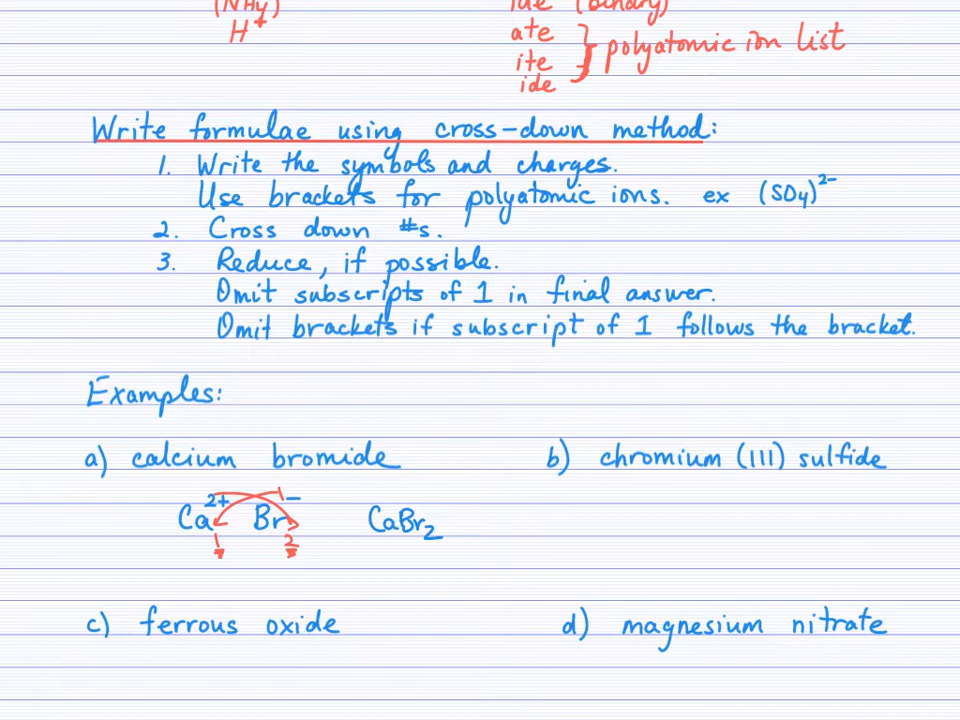 (NH4)
H+
ide (binary)
ate
ite
ide
} polyatomic ion list
Write formulae using cross-down method:
1. Write the symbols and charges.
Use brackets for polyatomic ions. ex (SO4)2-
2. Cross down #s.
3. Reduce, if possible.
Omit subscripts of 1 in final answer.
Omit brackets if subscript of 1 follows the bracket.
Examples:
a) calcium bromide
b) chromium (III) sulfide
Ca2+ Br1- CaBr2
1 2
c) ferrous oxide
d) magnesium nitrate